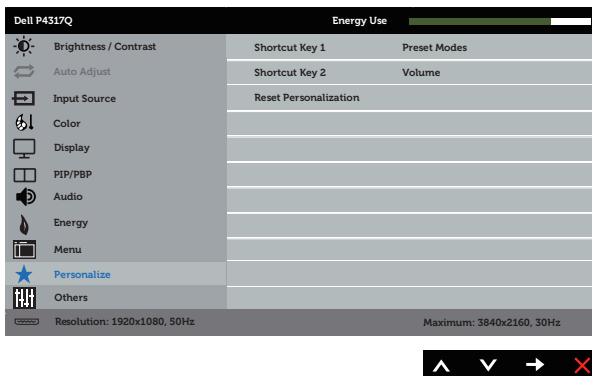 Dell P4317Q Energy Use
Brightness / Contrast Shortcut Key 1 Preset Modes
Auto Adjust Shortcut Key 2 Volume
Input Source Reset Personalization
Color
Display
PIP/PBP
Audio
Energy
Menu
Personalize
Others
Resolution: 1920x1080, 50Hz Maximum: 3840x2160, 30Hz